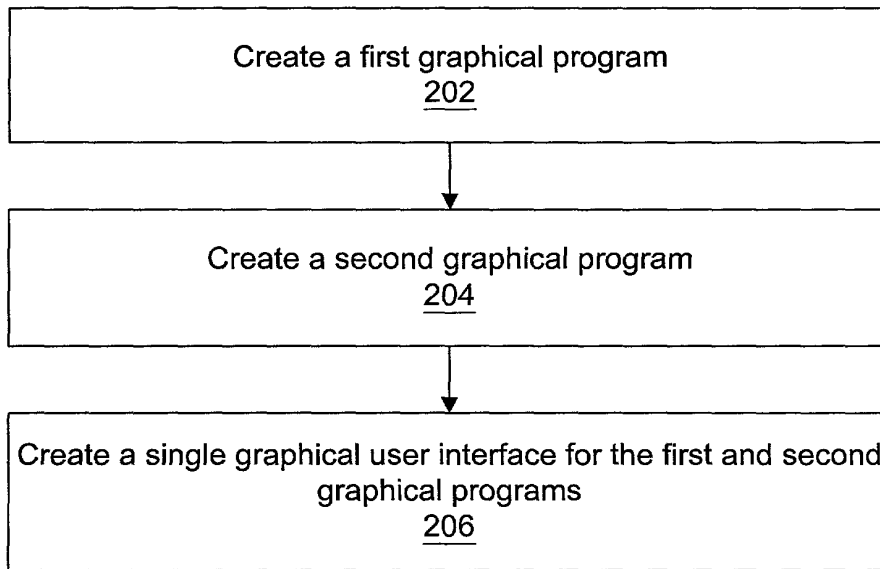 Create a first graphical program
202
Create a second graphical program
204
Create a single graphical user interface for the first and second
graphical programs
206